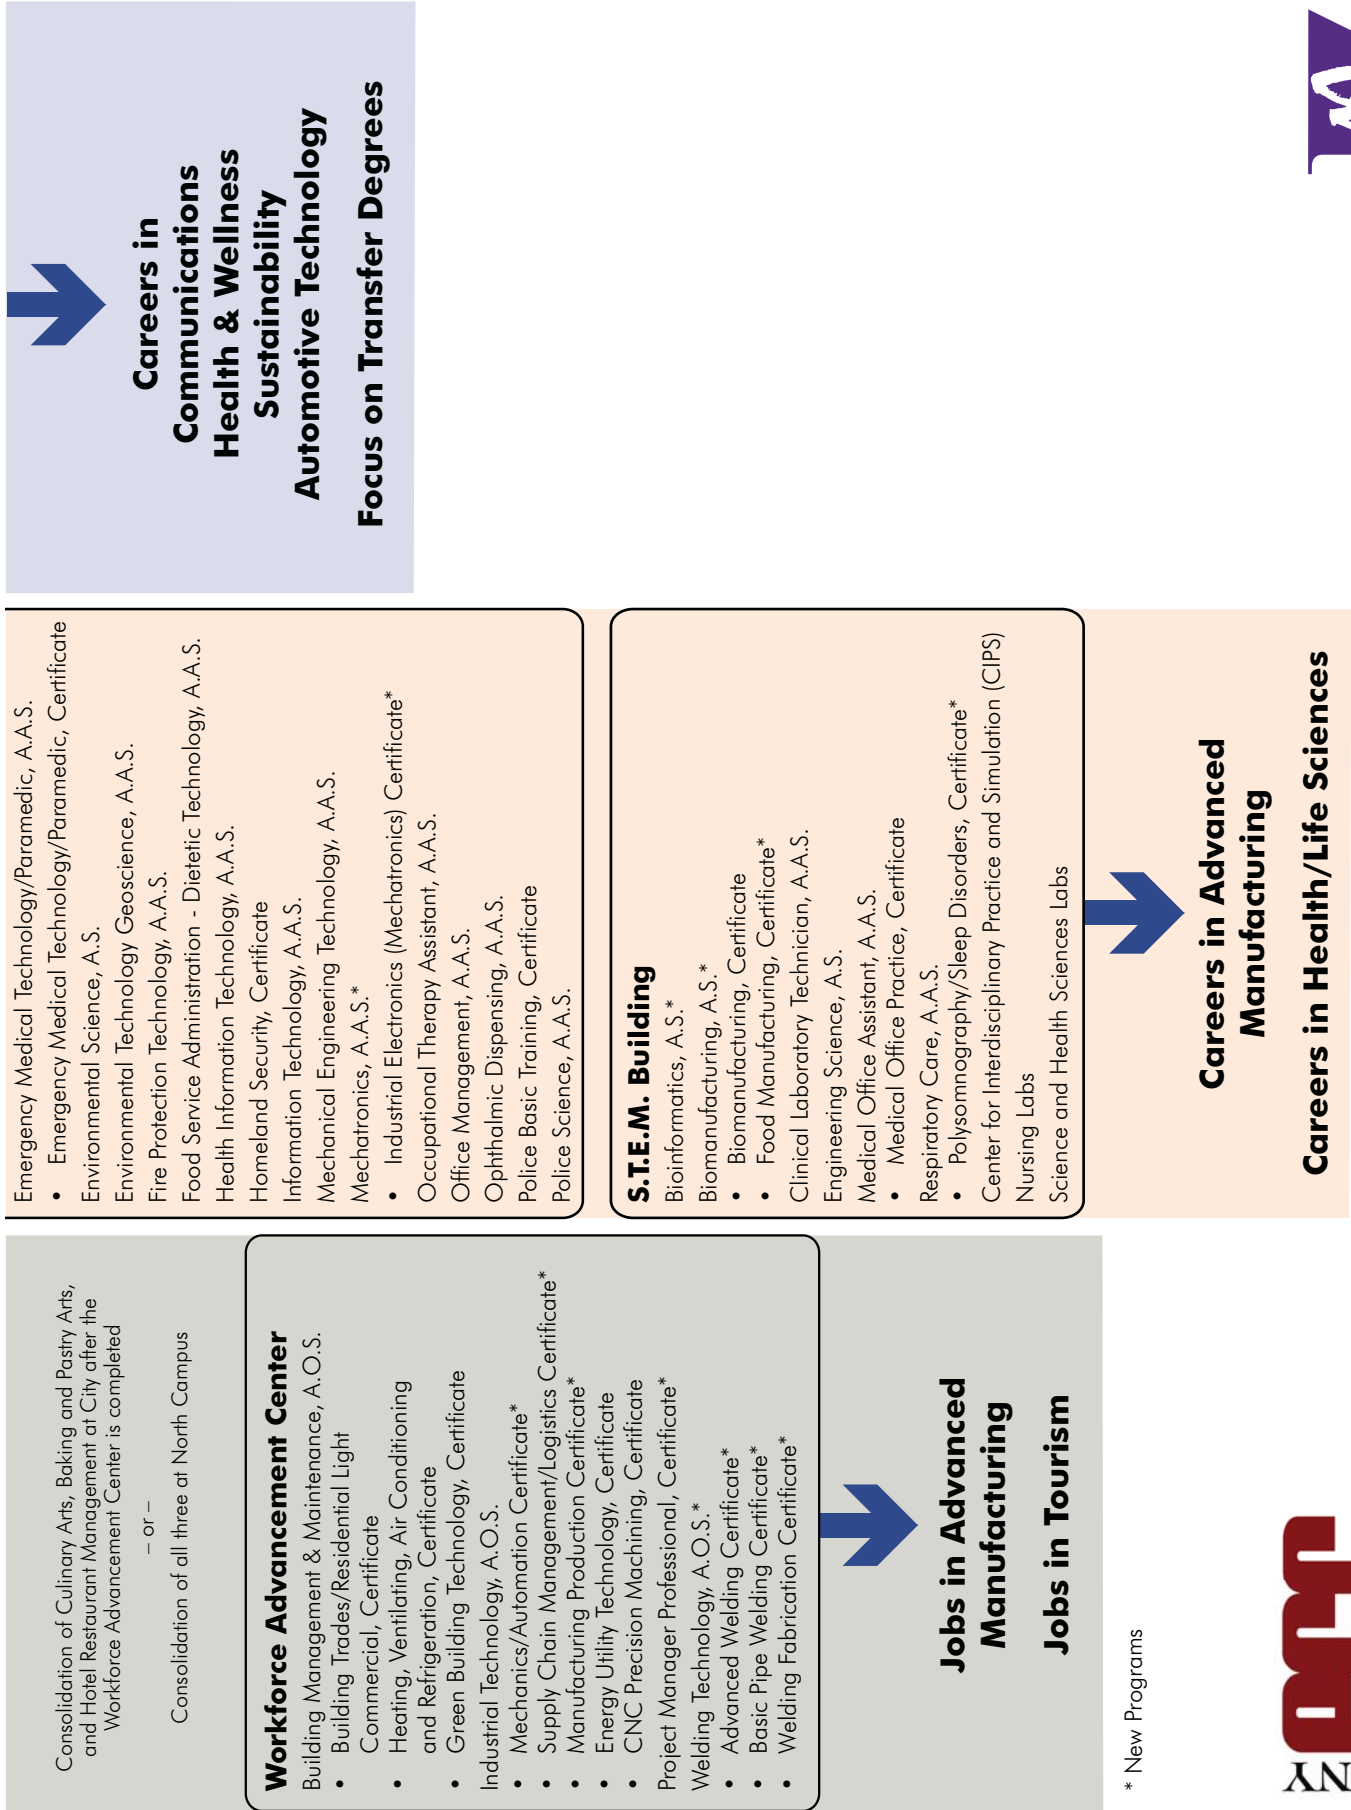 Consolidation of Culinary Arts, Baking and Pastry Arts,
and Hotel Restaurant Management at City after the
Workforce Advancement Center is completed
– or –
Consolidation of all three at North Campus
Workforce Advancement Center
Building Management & Maintenance, A.O.S.
• Building Trades/Residential Light
Commercial, Certificate
• Heating, Ventilating, Air Conditioning
and Refrigeration, Certificate
• Green Building Technology, Certificate
Industrial Technology, A.O.S.
• Mechanics/Automation Certificate*
• Supply Chain Management/Logistics Certificate*
• Manufacturing Production Certificate*
• Energy Utility Technology, Certificate
• CNC Precision Machining, Certificate
Project Manager Professional, Certificate*
Welding Technology, A.O.S.*
• Advanced Welding Certificate*
• Basic Pipe Welding Certificate*
• Welding Fabrication Certificate*
Jobs in Advanced
Manufacturing
Jobs in Tourism
* New Programs
NY
Emergency Medical Technology/Paramedic, A.A.S.
• Emergency Medical Technology/Paramedic, Certificate
Environmental Science, A.S.
Environmental Technology Geoscience, A.A.S.
Fire Protection Technology, A.A.S.
Food Service Administration - Dietetic Technology, A.A.S.
Health Information Technology, A.A.S.
Homeland Security, Certificate
Information Technology, A.A.S.
Mechanical Engineering Technology, A.A.S.
Mechatronics, A.A.S.*
• Industrial Electronics (Mechatronics) Certificate*
Occupational Therapy Assistant, A.A.S.
Office Management, A.A.S.
Ophthalmic Dispensing, A.A.S.
Police Basic Training, Certificate
Police Science, A.A.S.
S.T.E.M. Building
Bioinformatics, A.S.*
Biomanufacturing, A.S.*
• Biomanufacturing, Certificate
• Food Manufacturing, Certificate*
Clinical Laboratory Technician, A.A.S.
Engineering Science, A.S.
Medical Office Assistant, A.A.S.
• Medical Office Practice, Certificate
Respiratory Care, A.A.S.
• Polysomnography/Sleep Disorders, Certificate*
Center for Interdisciplinary Practice and Simulation (CIPS)
Nursing Labs
Science and Health Sciences Labs
Careers in Advanced
Manufacturing
Careers in Health/Life Sciences
Careers in
Communications
Health & Wellness
Sustainability
Automotive Technology
Focus on Transfer Degrees